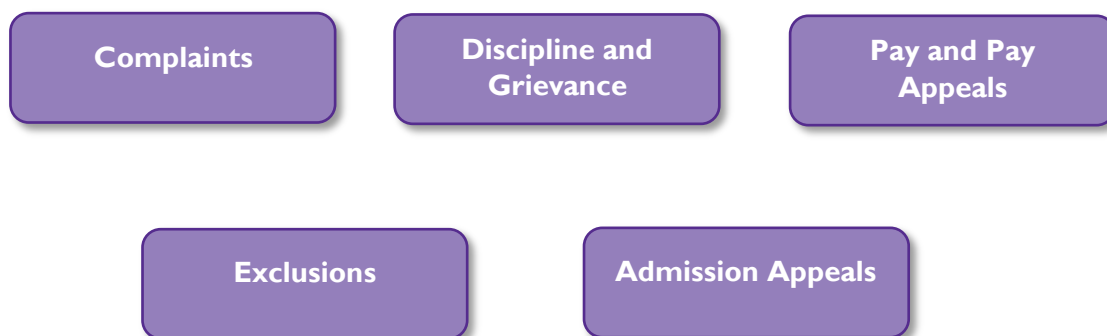 Complaints
Discipline and
Grievance
Pay and Pay
Appeals
Exclusions
Admission Appeals